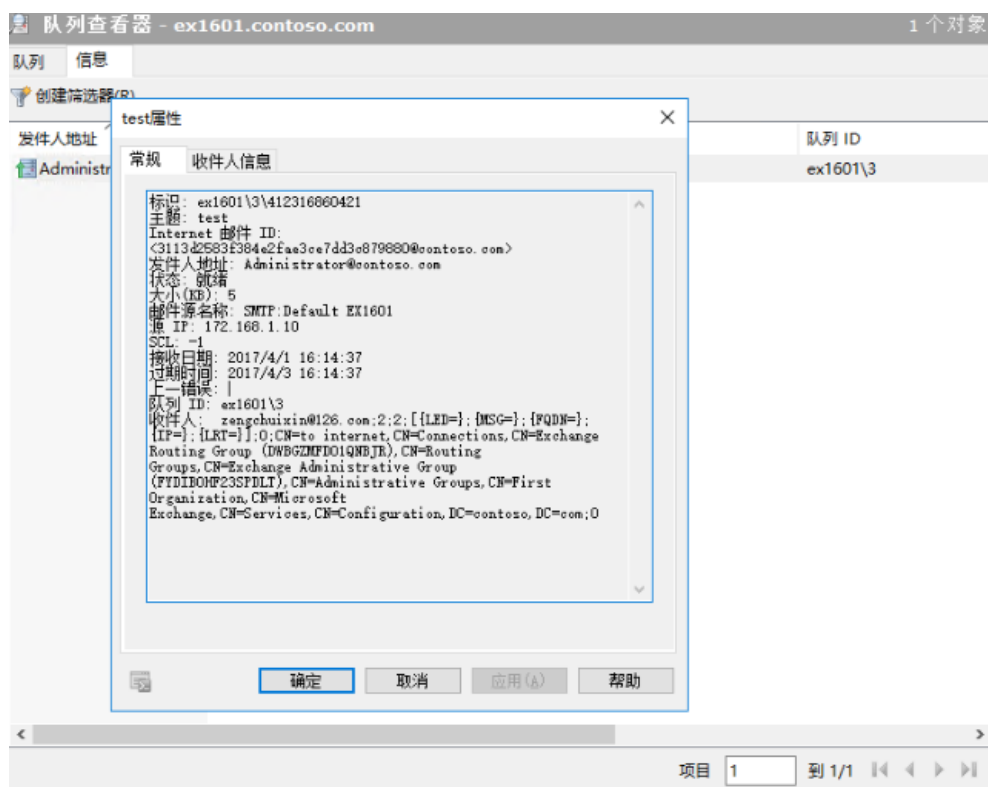 队列查看器 - ex1601.contoso.com
1 个对象
队列 信息
创建筛选器(R)
test属性
发件人地址
队列 ID
常规 收件人信息
Administr
ex1601\3
标识: ex1601\3\412316860421
主题: test
Internet 邮件 ID:
<3113d2583f384e2fae3ce7dd3c879880@contoso.com>
发件人地址: Administrator@contoso.com
状态: 就绪
大小(KB): 5
邮件源名称: SMTP:Default EX1601
源 IP: 172.168.1.10
SCL: -1
接收日期: 2017/4/1 16:14:37
过期时间: 2017/4/3 16:14:37
上一错误:
队列 ID: ex1601\3
收件人: zengchuixin@126.com;2;2;[{LED=};{MSG=};{FQDN=};
{IP=};{LRT=}];0;CN=to internet,CN=Connections,CN=Exchange
Routing Group (DWBGZMFD01QNBJR),CN=Routing
Groups,CN=Exchange Administrative Group
(FYDIBOHF23SPDLT),CN=Administrative Groups,CN=First
Organization,CN=Microsoft
Exchange,CN=Services,CN=Configuration,DC=contoso,DC=com;0
确定 取消 应用(A) 帮助
项目 1 到 1/1